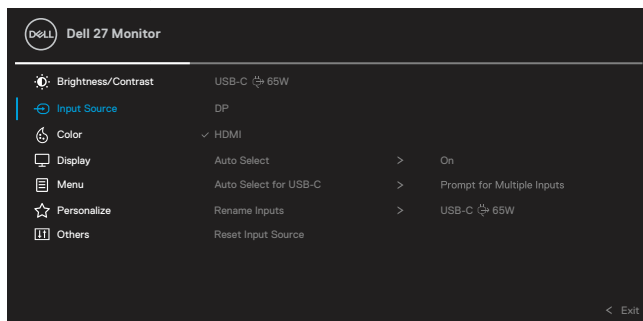 DELL Dell 27 Monitor
Brightness/Contrast USB-C 65W
Input Source DP
Color ✓ HDMI
Display Auto Select > On
Menu Auto Select for USB-C > Prompt for Multiple Inputs
Personalize Rename Inputs > USB-C 65W
Others Reset Input Source
< Exit